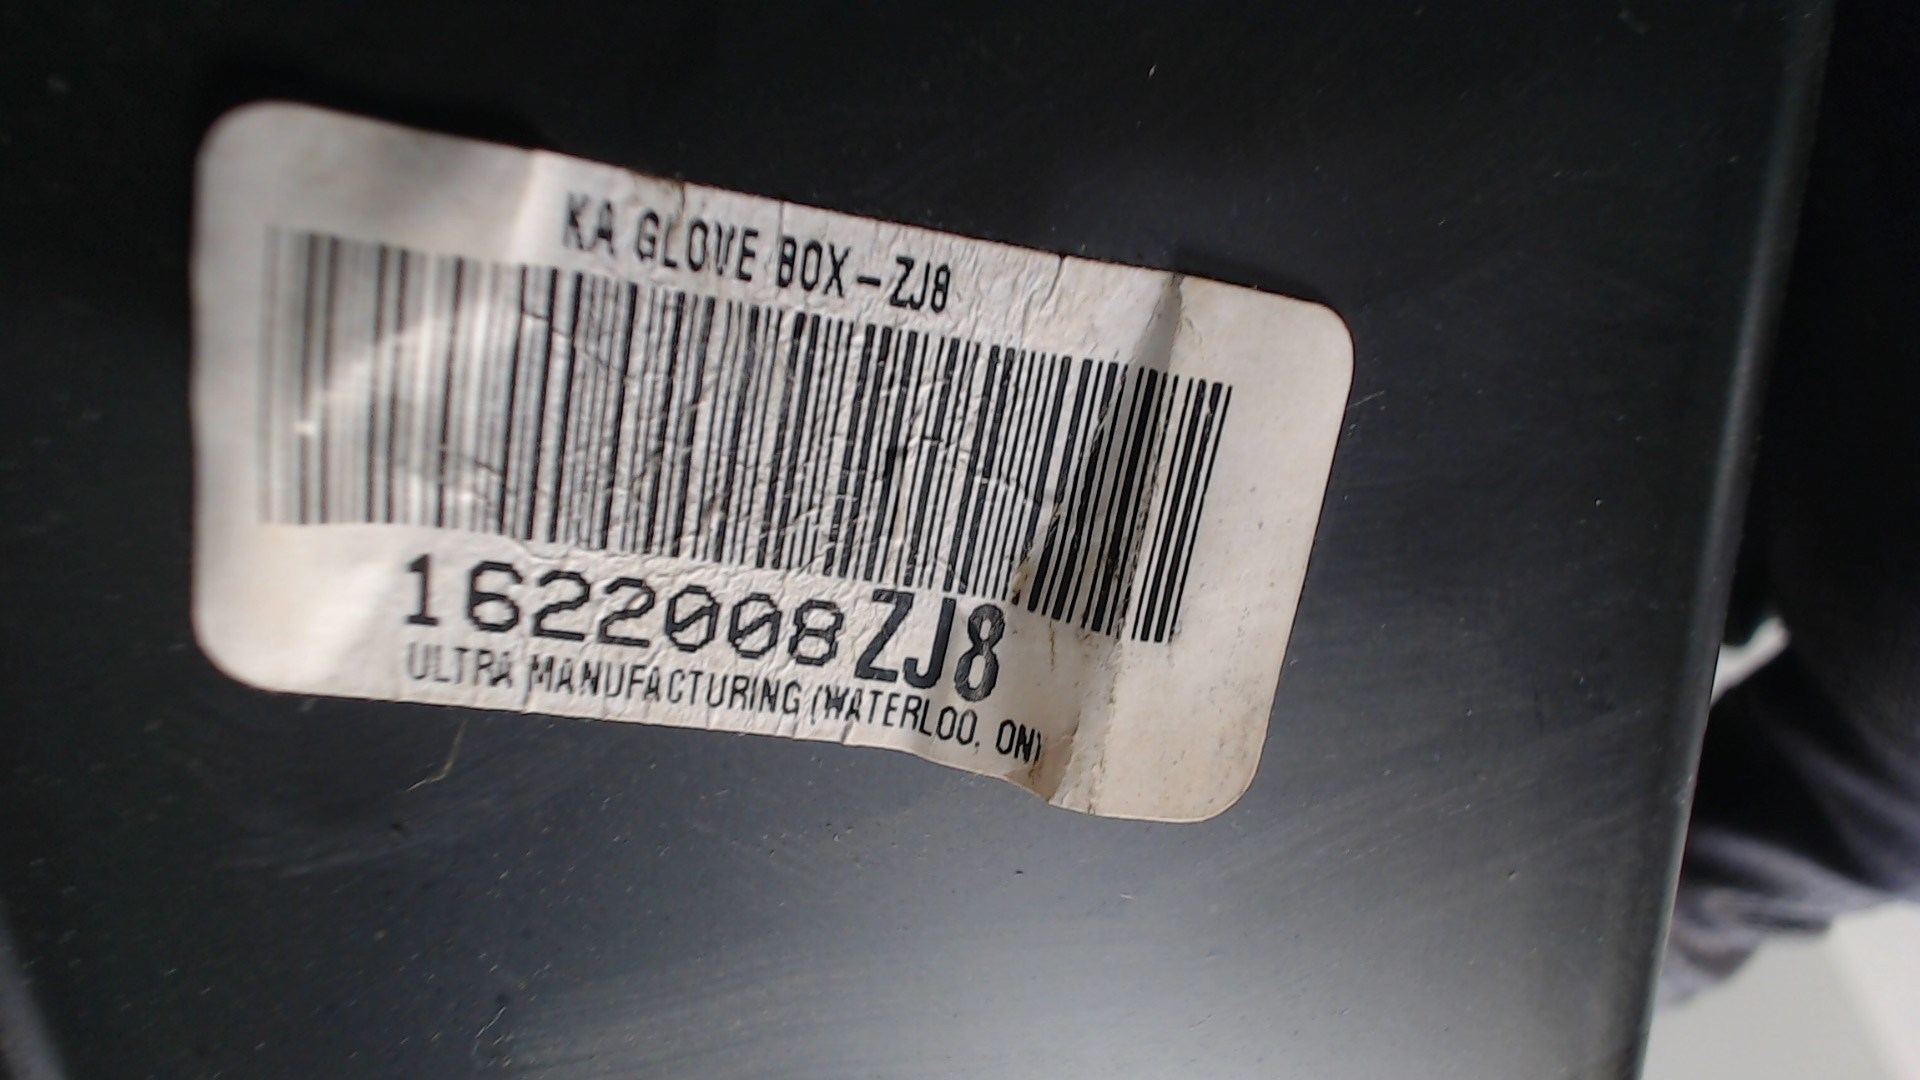 KA GLOVE BOX-ZJ8
1622008ZJ8
ULTRA MANUFACTURING (WATERLOO, ON)